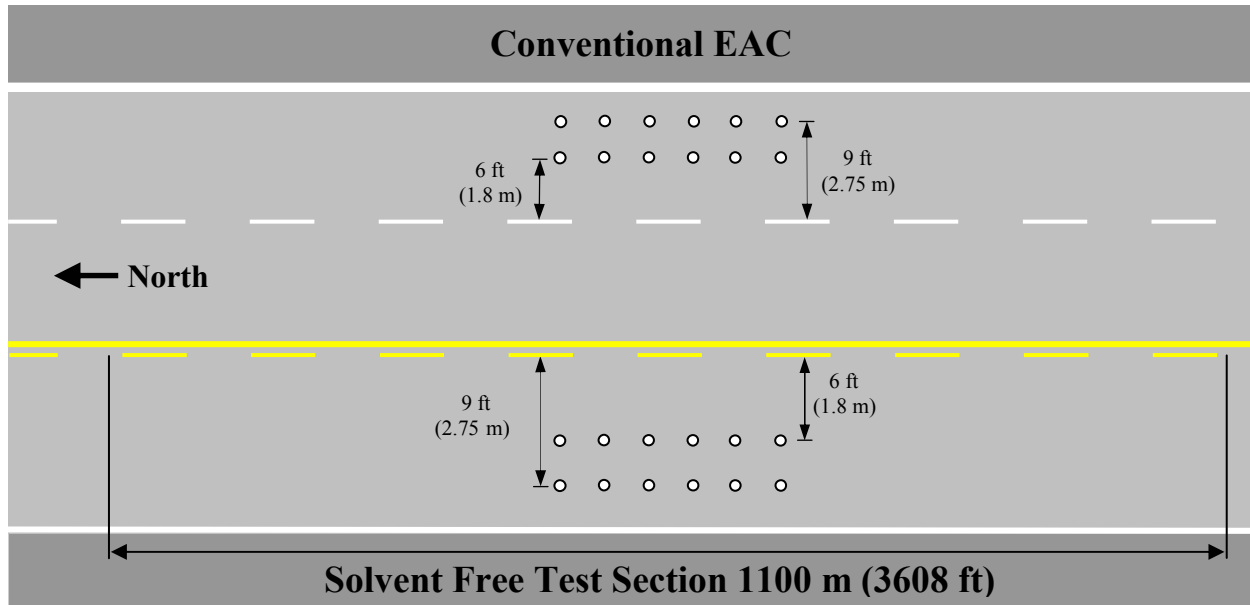 Conventional EAC
6 ft
(1.8 m)
9 ft
(2.75 m)
North
9 ft
(2.75 m)
6 ft
(1.8 m)
Solvent Free Test Section 1100 m (3608 ft)